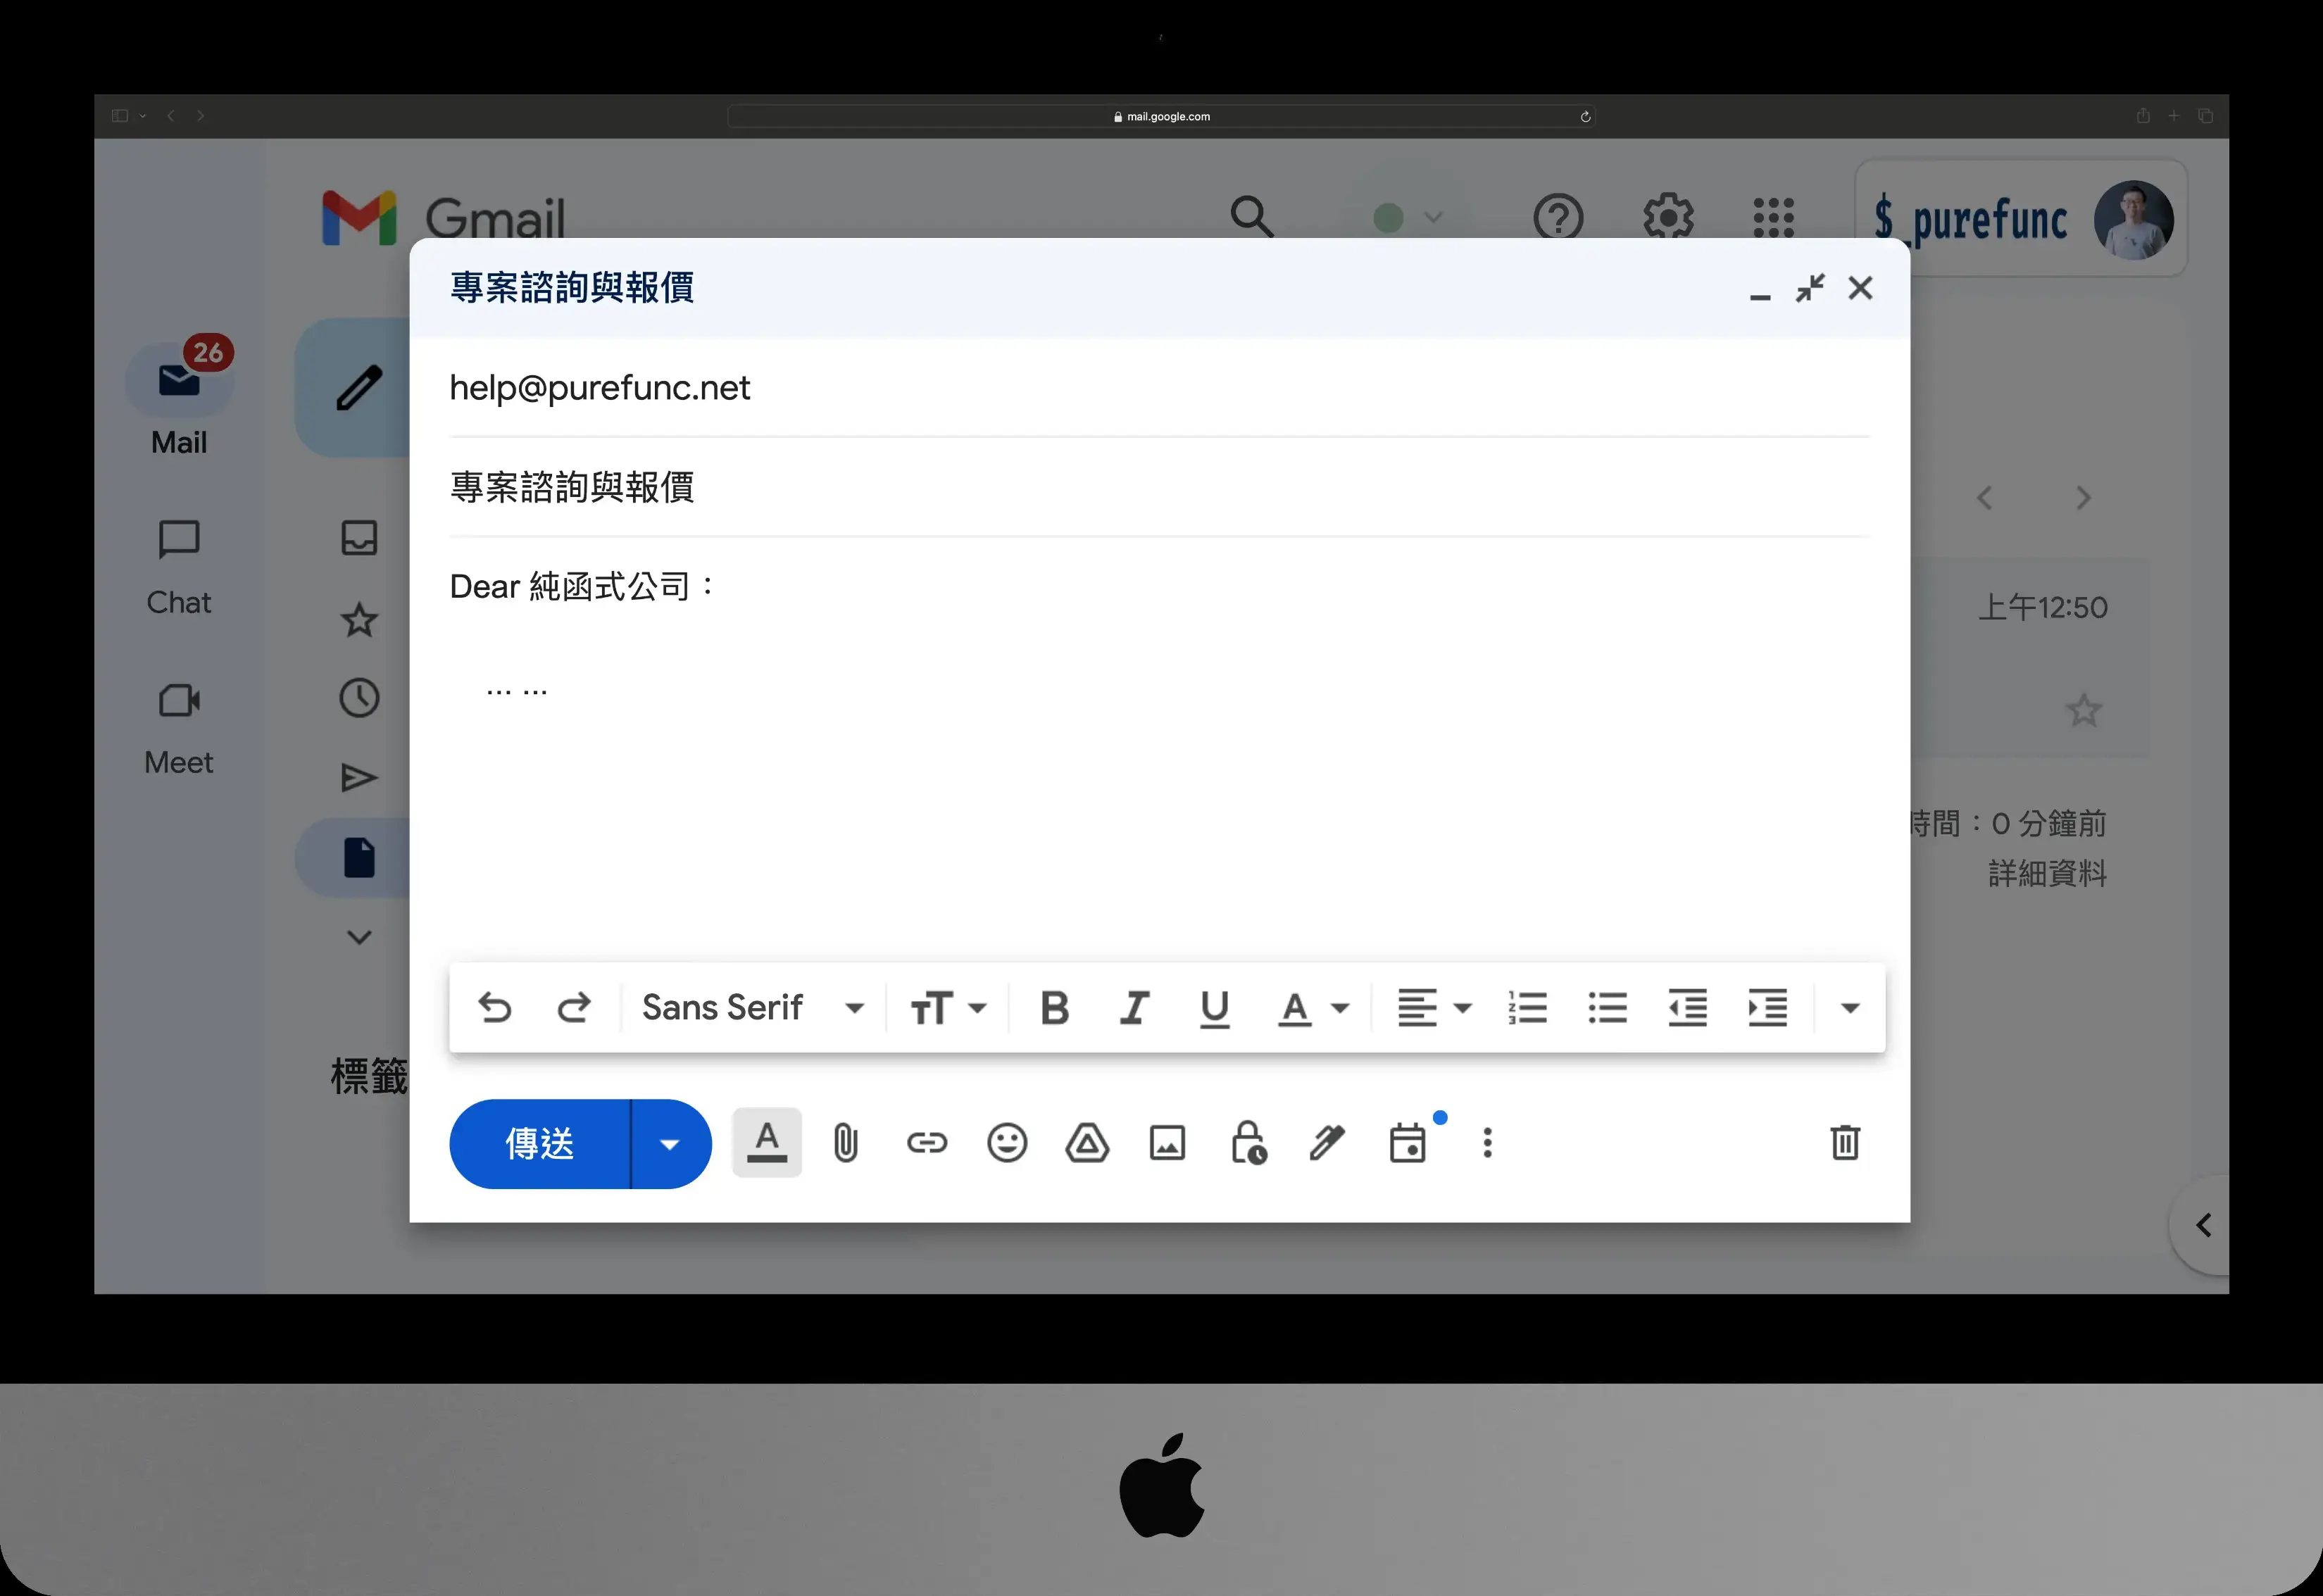 mail.google.com
Gmail
$_purefunc
專案諮詢與報價
26
Mail
help@purefunc.net
專案諮詢與報價
Chat
Dear 純函式公司：
上午12:50
... ...
Meet
時間：0 分鐘前
詳細資料
Sans Serif
標籤
傳送